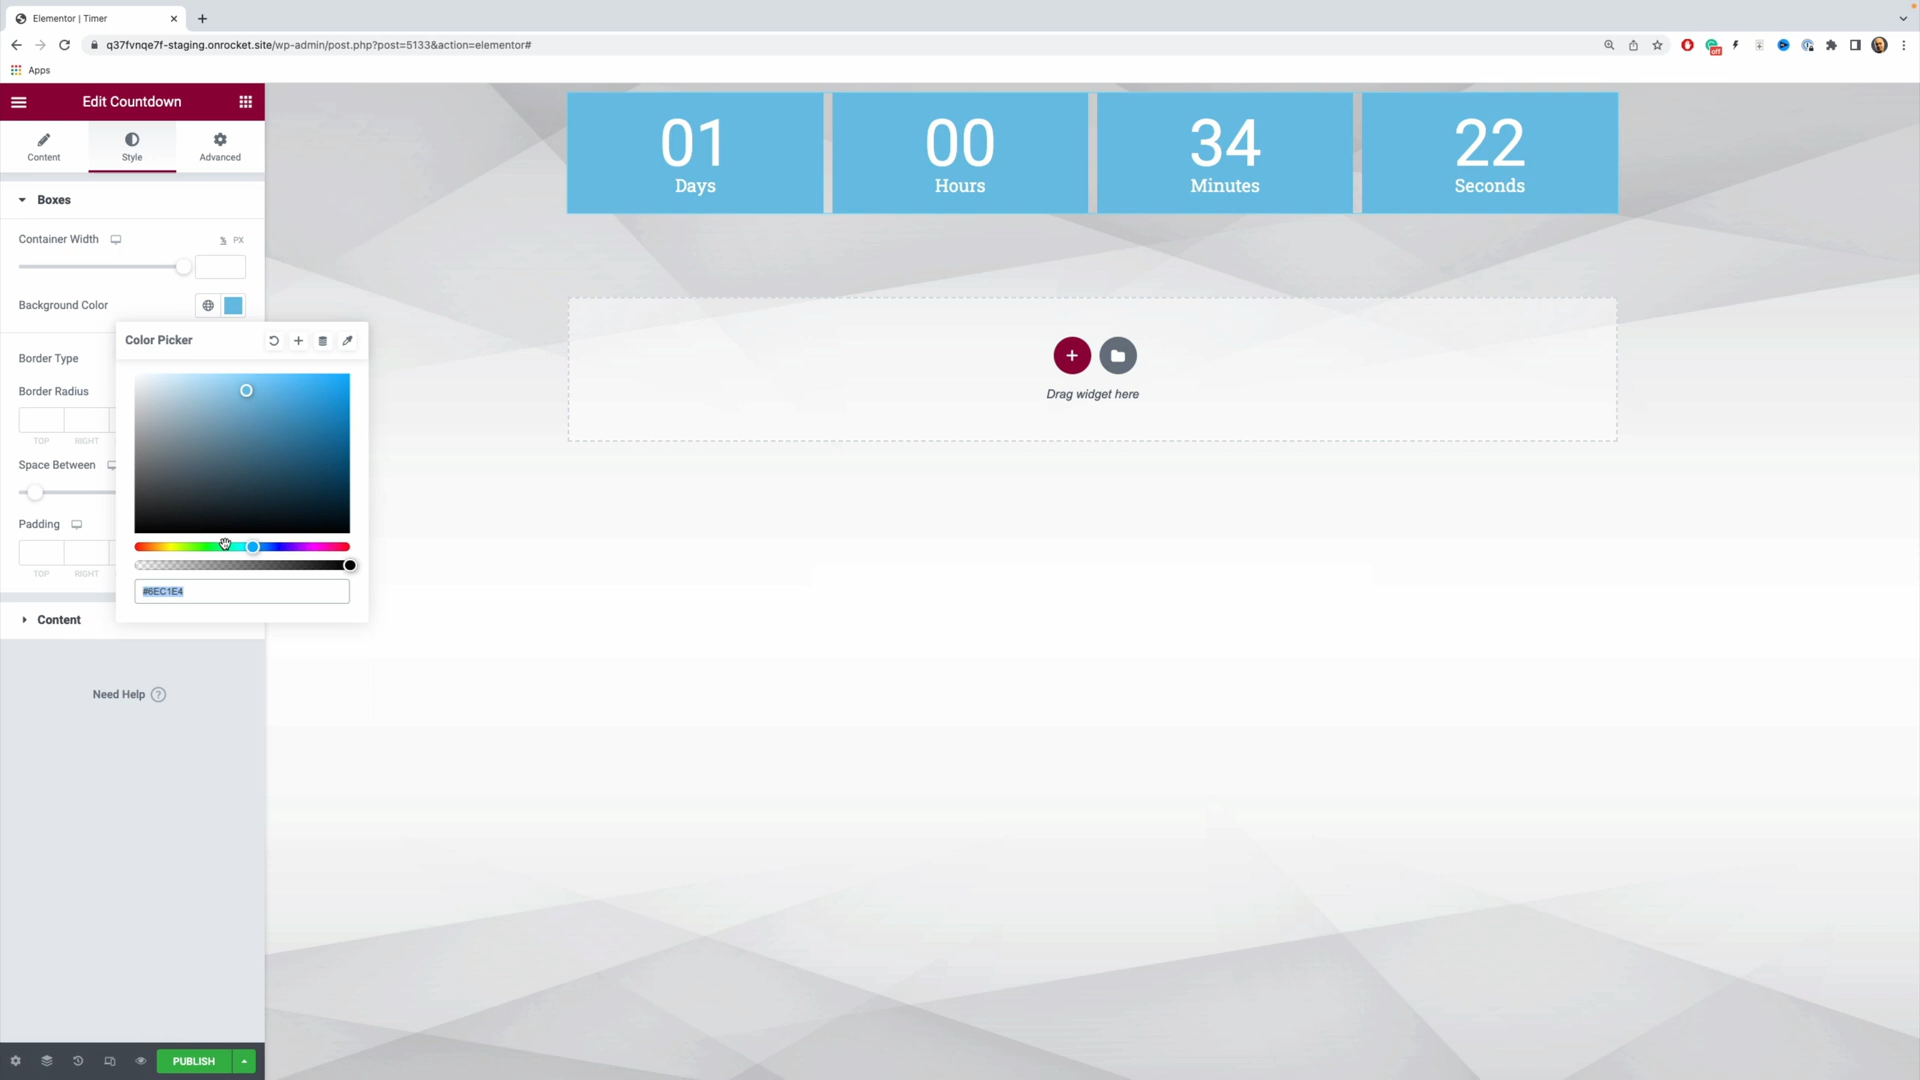 Elementor | Timer
q37fvnqe7f-staging.onrocket.site/wp-admin/post.php?post=5133&action=elementor#
off
Apps
Edit Countdown
Content
Style
Advanced
Boxes
Container Width
% PX
Background Color
Color Picker
Border Type
Border Radius
TOP RIGHT
Space Between
Padding
TOP RIGHT
#6EC1E4
Content
Need Help ?
PUBLISH
01 00 34 22
Days Hours Minutes Seconds
Drag widget here